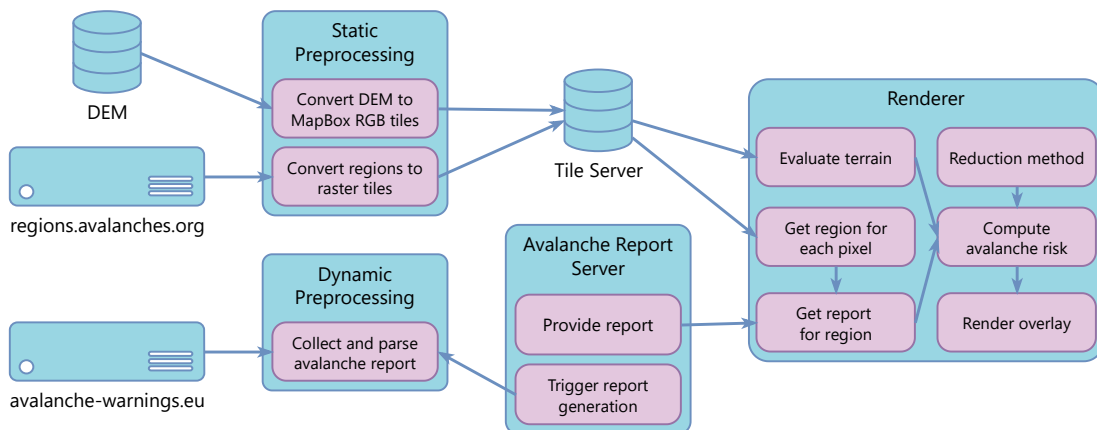 DEM
regions.avalanches.org
avalanche-warnings.eu
Static
Preprocessing
Convert DEM to
MapBox RGB tiles
Convert regions to
raster tiles
Dynamic
Preprocessing
Collect and parse
avalanche report
Tile Server
Avalanche Report
Server
Provide report
Trigger report
generation
Renderer
Evaluate terrain
Reduction method
Get region for
each pixel
Compute
avalanche risk
Get report
for region
Render overlay